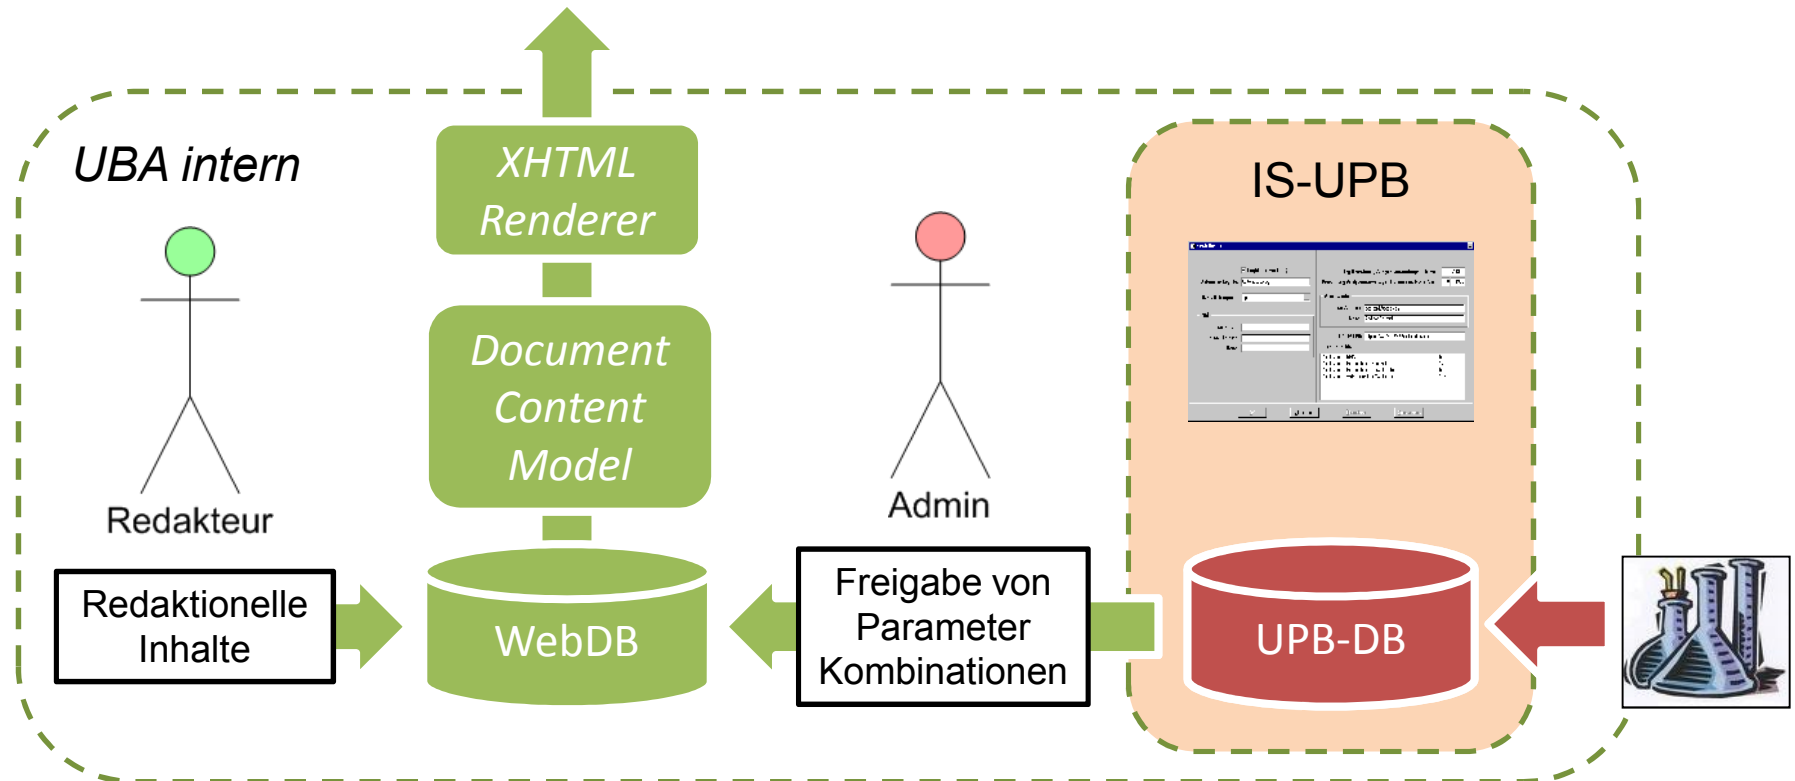 UBA intern
XHTML
Renderer
IS-UPB
Document
Content
Model
Redakteur
Admin
Redaktionelle
Inhalte
WebDB
Freigabe von
Parameter
Kombinationen
UPB-DB